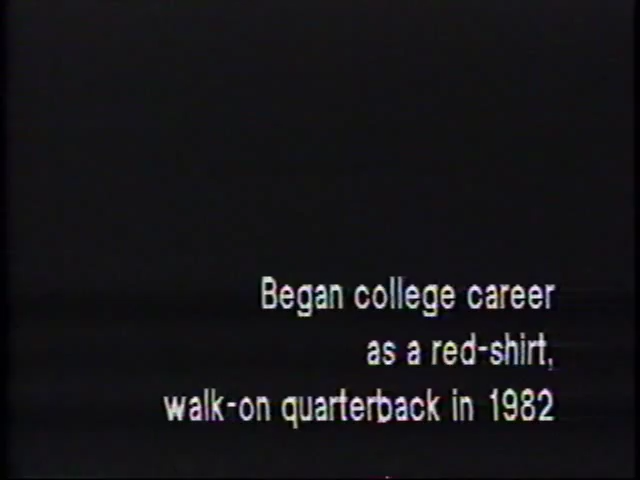 Began college career
as a red-shirt,
walk-on quarterback in 1982